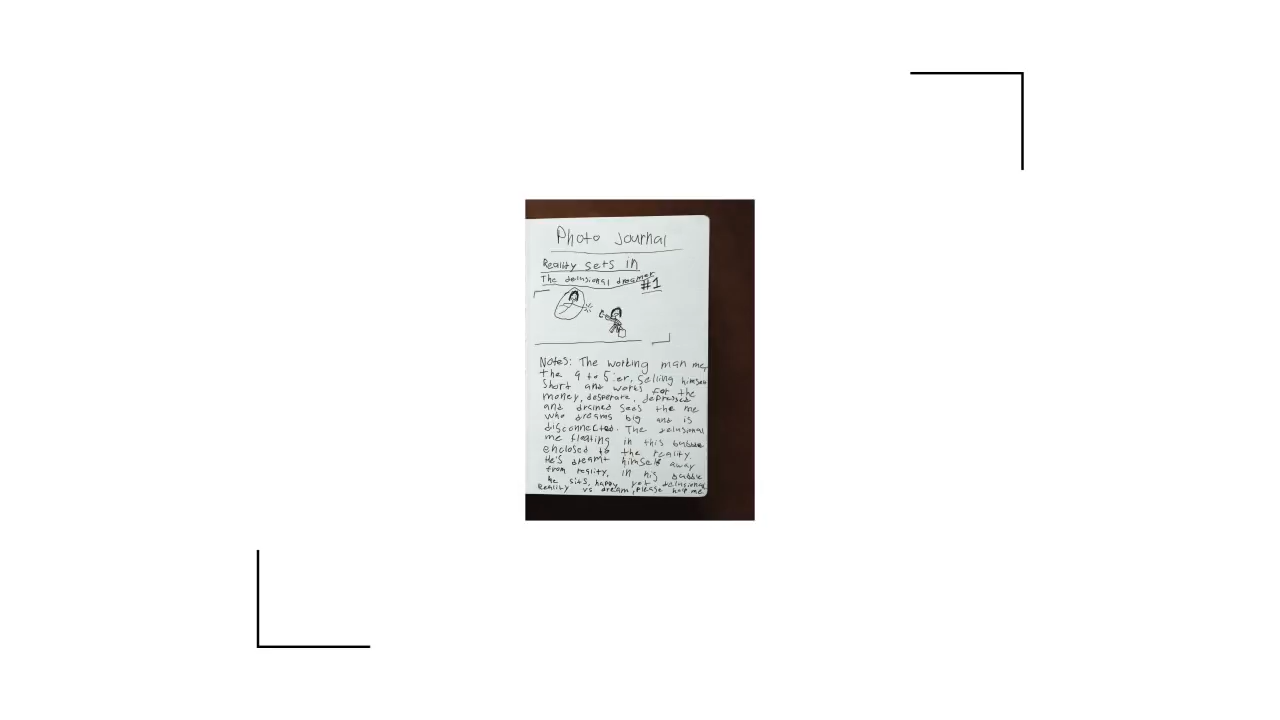 Photo Journal
Reality sets in
The delusional dreamer
#1
Notes: The working man me,
the 9 to 5'er, selling himself
short and works for the
money, desperate, depressed
and drained sees the me
who dreams big and is
disconnected. The delusional
me floating in this bubble
enclosed to the reality.
He's dreamt himself away
from reality, in his bubble
he sits, happy yet delusional
Reality vs dream, please help me